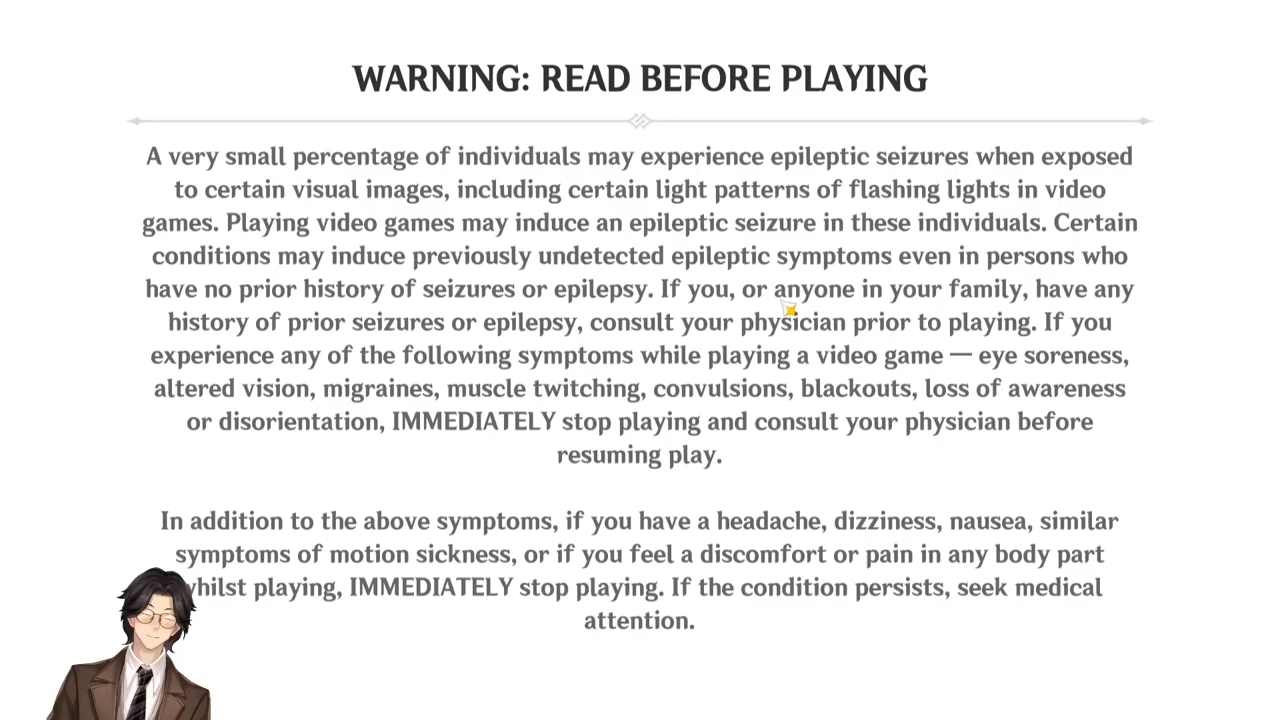 WARNING: READ BEFORE PLAYING
A very small percentage of individuals may experience epileptic seizures when exposed
to certain visual images, including certain light patterns of flashing lights in video
games. Playing video games may induce an epileptic seizure in these individuals. Certain
conditions may induce previously undetected epileptic symptoms even in persons who
have no prior history of seizures or epilepsy. If you, or anyone in your family, have any
history of prior seizures or epilepsy, consult your physician prior to playing. If you
experience any of the following symptoms while playing a video game — eye soreness,
altered vision, migraines, muscle twitching, convulsions, blackouts, loss of awareness
or disorientation, IMMEDIATELY stop playing and consult your physician before
resuming play.
In addition to the above symptoms, if you have a headache, dizziness, nausea, similar
symptoms of motion sickness, or if you feel a discomfort or pain in any body part
whilst playing, IMMEDIATELY stop playing. If the condition persists, seek medical
attention.